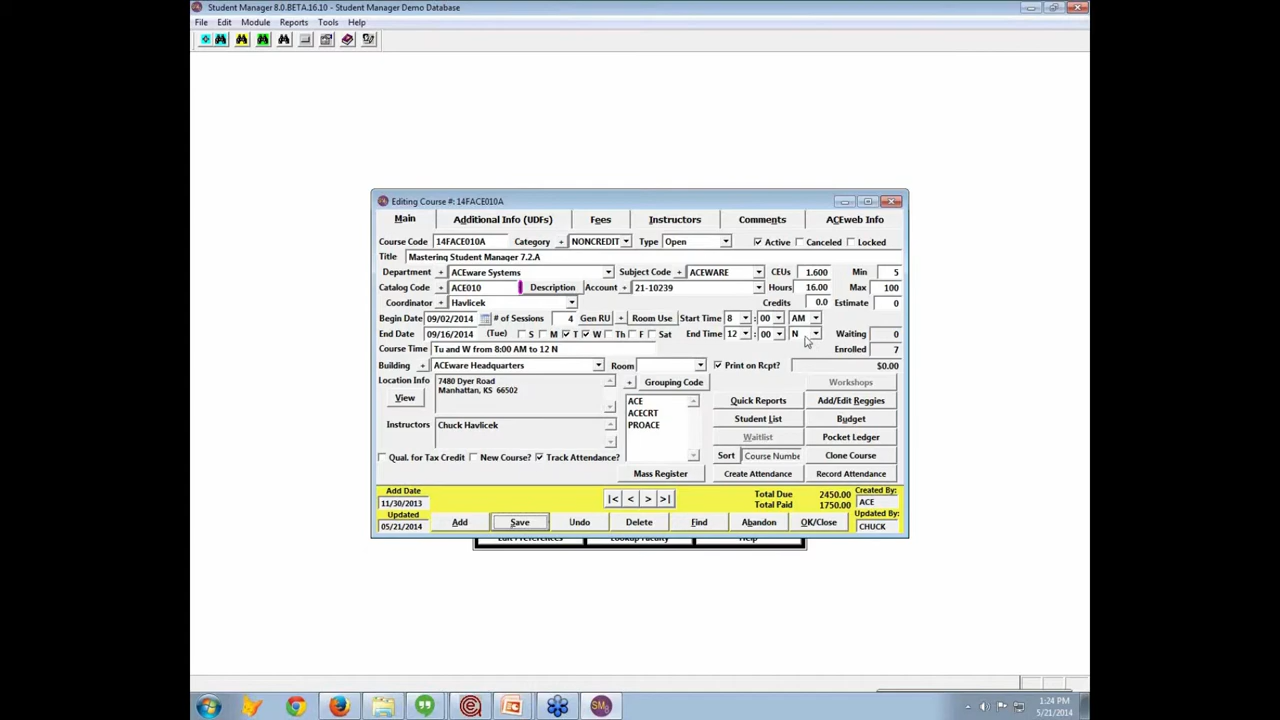 Student Manager 8.0.BETA.16.10 - Student Manager Demo Database
File Edit Module Reports Tools Help
Editing Course #: 14FACE010A
Main Additional Info (UDFs) Fees Instructors Comments ACEweb Info
Course Code 14FACE010A Category + NONCREDIT Type Open Active Canceled Locked
Title Mastering Student Manager 7.2.A
Department + ACEware Systems Subject Code + ACEWARE CEUs 1.600 Min 5
Catalog Code + ACE010 Description Account + 21-10239 Hours 16.00 Max 100
Coordinator + Havlicek Credits 0.0 Estimate 0
Begin Date 09/02/2014 # of Sessions 4 Gen RU + Room Use Start Time 8 : 00 AM
End Date 09/16/2014 (Tue) S M T W Th F Sat End Time 12 : 00 N Waiting 0
Course Time Tu and W from 8:00 AM to 12 N Enrolled 7
Building + ACEware Headquarters Room Print on Rcpt? $0.00
Location Info 7480 Dyer Road + Grouping Code Workshops
Manhattan, KS 66502
View ACE Quick Reports Add/Edit Reggies
ACECRT Student List Budget
Instructors Chuck Havlicek PROACE Waitlist Pocket Ledger
Qual. for Tax Credit New Course? Track Attendance? Sort Course Numbe Clone Course
Mass Register Create Attendance Record Attendance
Add Date |< < > >| Total Due 2450.00 Created By:
11/30/2013 Total Paid 1750.00 ACE
Updated Updated By:
05/21/2014 Add Save Undo Delete Find Abandon OK/Close CHUCK
Edit Preferences Lookup Faculty Help
1:24 PM
5/21/2014